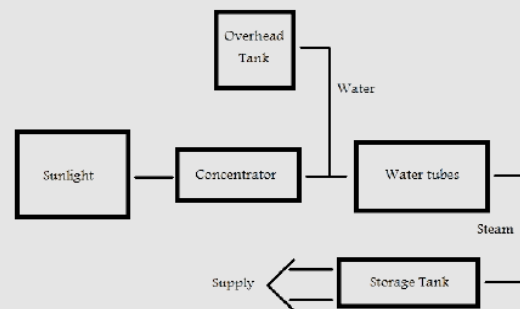 Overhead
Tank
Water
Sunlight
Concentrator
Water tubes
Steam
Supply
Storage Tank